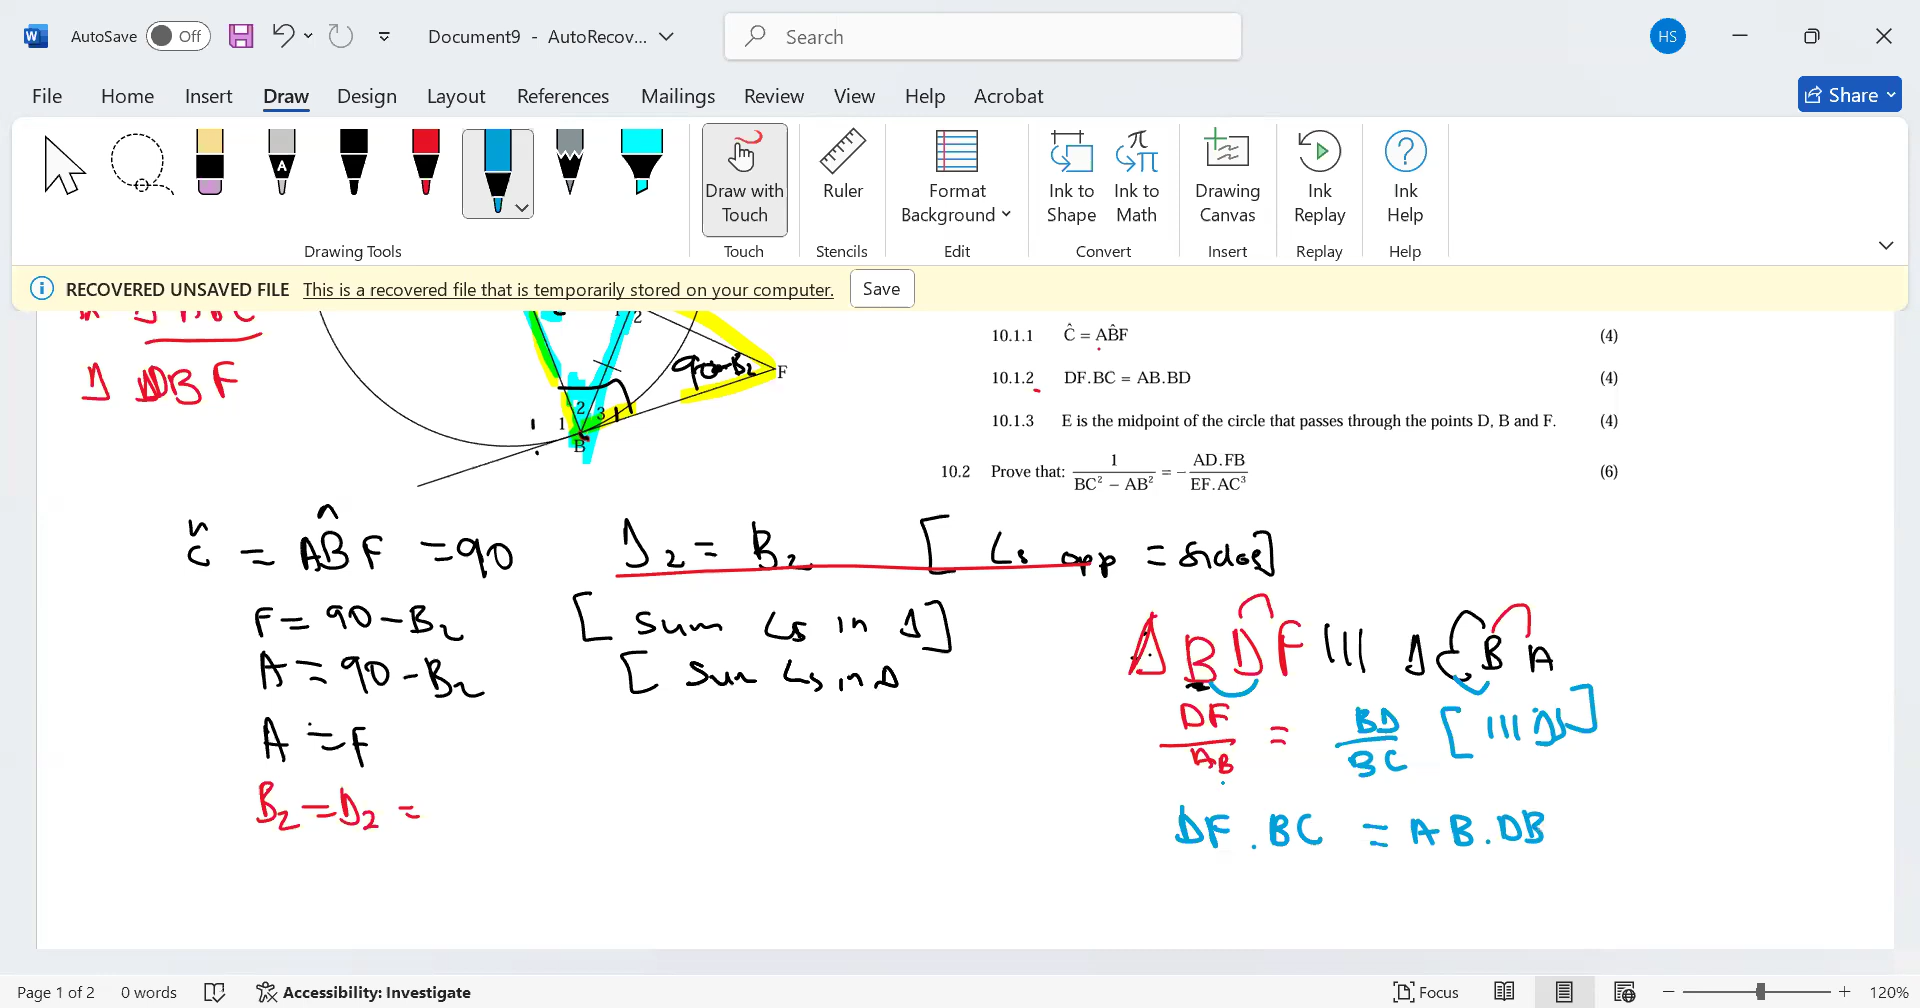 AutoSave Off Document9 - AutoRecov... Search HS
File Home Insert Draw Design Layout References Mailings Review View Help Acrobat Share
A
Draw with Touch Ruler Format Background Ink to Shape Ink to Math Drawing Canvas Ink Replay Ink Help
Drawing Tools Touch Stencils Edit Convert Insert Replay Help
RECOVERED UNSAVED FILE This is a recovered file that is temporarily stored on your computer. Save
2
90-B2 F
2 3 1
1
B
DBF
10.1.1 Ĉ = AB̂F (4)
10.1.2 DF.BC = AB.BD (4)
10.1.3 E is the midpoint of the circle that passes through the points D, B and F. (4)
10.2 Prove that: 1/(BC² − AB²) = − AD.FB/(EF.AC³) (6)
Ĉ = AB̂F = 90 D2 = B2 [∠s opp = sides]
F = 90 - B2 [sum ∠s in Δ]
A = 90 - B2 [sum ∠s in Δ
A = F
B2 = D2 =
Δ BDF ||| Δ CBA
DF/AB = BD/BC [||| Δs]
DF.BC = AB.DB
Page 1 of 2 0 words Accessibility: Investigate Focus 120%